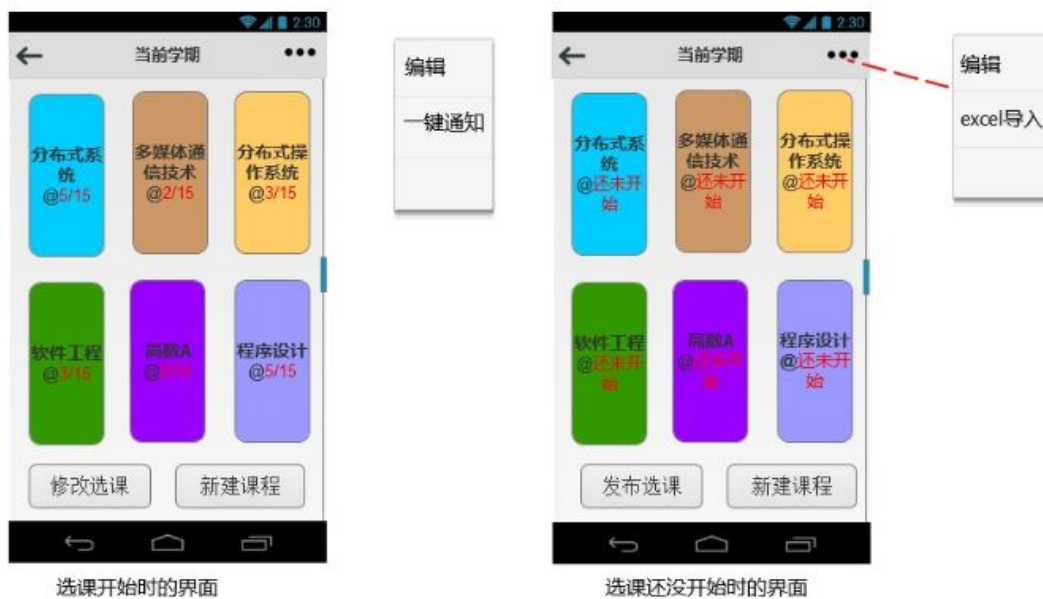 2:30
当前学期
•••
分布式系
统
@5/15
多媒体通
信技术
@2/15
分布式操
作系统
@3/15
软件工程
@3/15
高数A
程序设计
@5/15
修改选课
新建课程
选课开始时的界面
编辑
一键通知
2:30
当前学期
•••
分布式系
统
@还未开
始
多媒体通
信技术
@还未开
始
分布式操
作系统
@还未开
始
软件工程
@还未开
始
高数A
@还未开
始
程序设计
@还未开
始
发布选课
新建课程
选课还没开始时的界面
编辑
excel导入